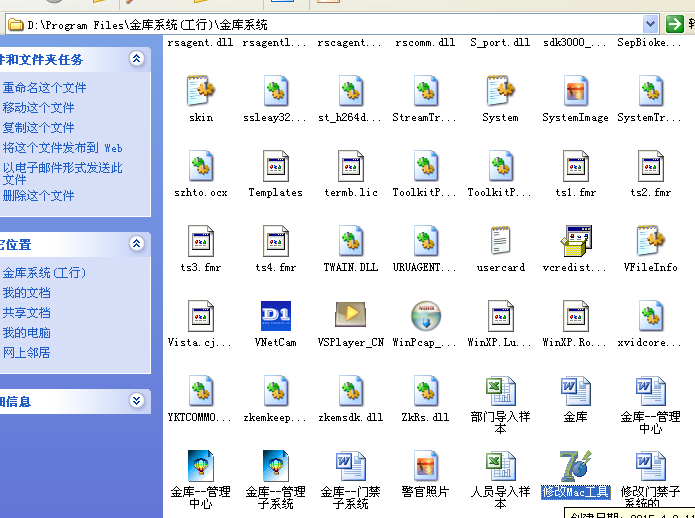 D:\Program Files\金库系统(工行)\金库系统
rsagent.dll rsagentl... rscagent... rscomm.dll S_port.dll sdk3000_... SepBioke...
件和文件夹任务
重命名这个文件
移动这个文件
复制这个文件
将这个文件发布到 Web
以电子邮件形式发送此
文件
删除这个文件
skin ssleay32... st_h264d... StreamTr... System SystemImage SystemTr...
szhto.ocx Templates termb.lic ToolkitP... ToolkitP... ts1.fmr ts2.fmr
它位置
金库系统(工行)
我的文档
共享文档
我的电脑
网上邻居
ts3.fmr ts4.fmr TWAIN.DLL URUAGENT... usercard vcredist... VFileInfo
Vista.cj... VNetCam VSPlayer_CN WinPcap_... WinXP.Lu... WinXP.Ro... xvidcore...
细信息
YKTCOMMO... zkemkeep... zkemsdk.dll ZkRs.dll 部门导入样
本 金库 金库--管理
中心
金库--管理
中心 金库--管理
子系统 金库--门禁
子系统 警官照片 人员导入样
本 修改Mac工具 修改门禁子
系统的